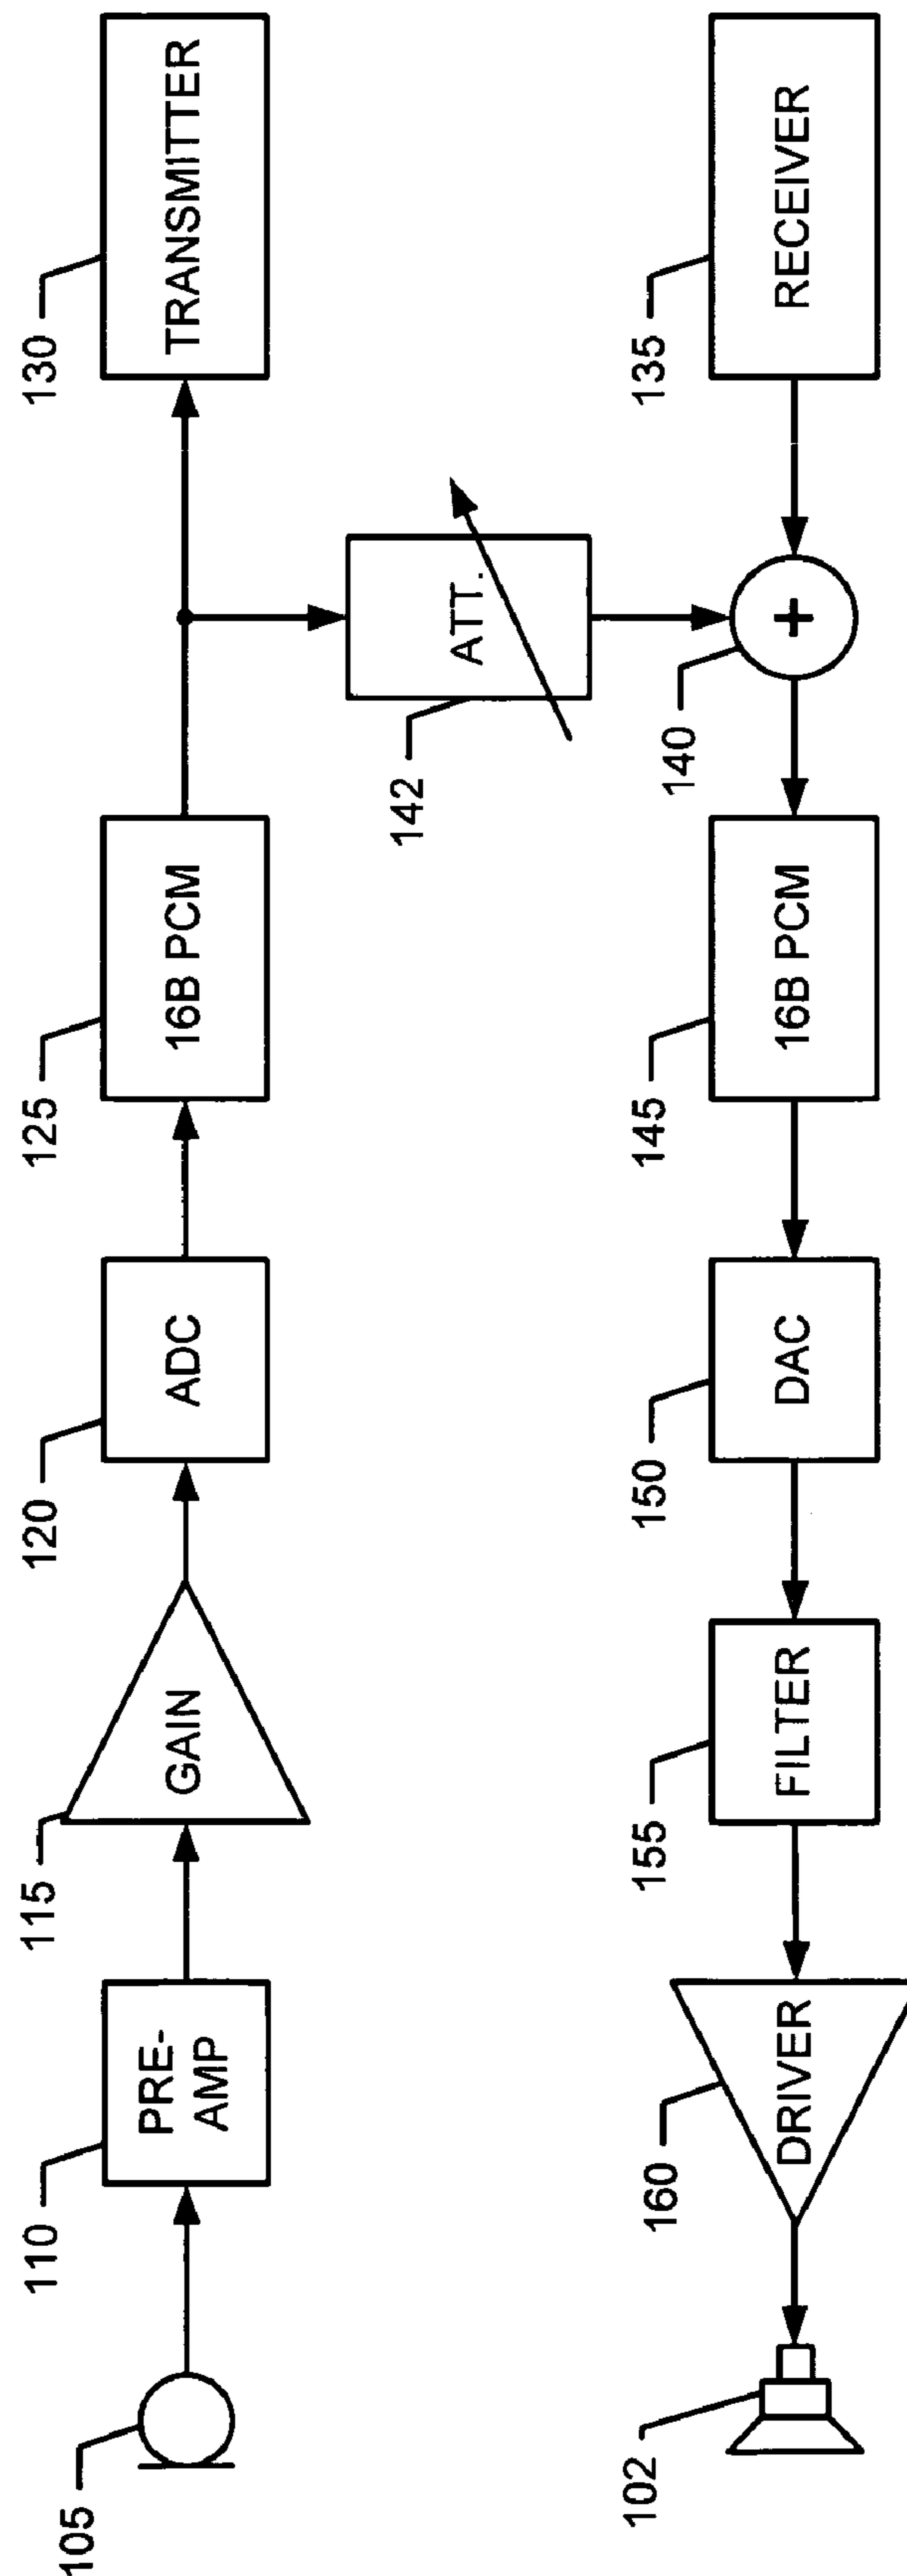 105
110
PRE-
AMP
115
GAIN
120
ADC
125
16B PCM
130
TRANSMITTER
142
ATT.
102
160
DRIVER
155
FILTER
150
DAC
145
16B PCM
140
+
135
RECEIVER